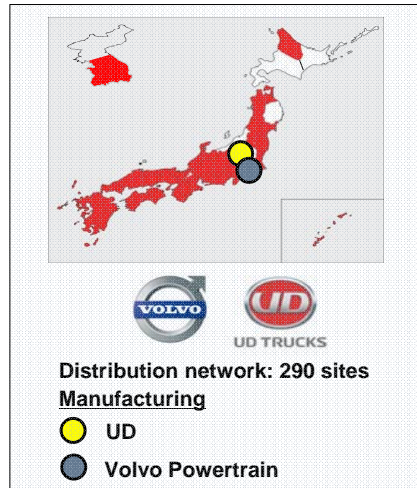 VOLVO
UD
UD TRUCKS
Distribution network: 290 sites
Manufacturing
UD
Volvo Powertrain